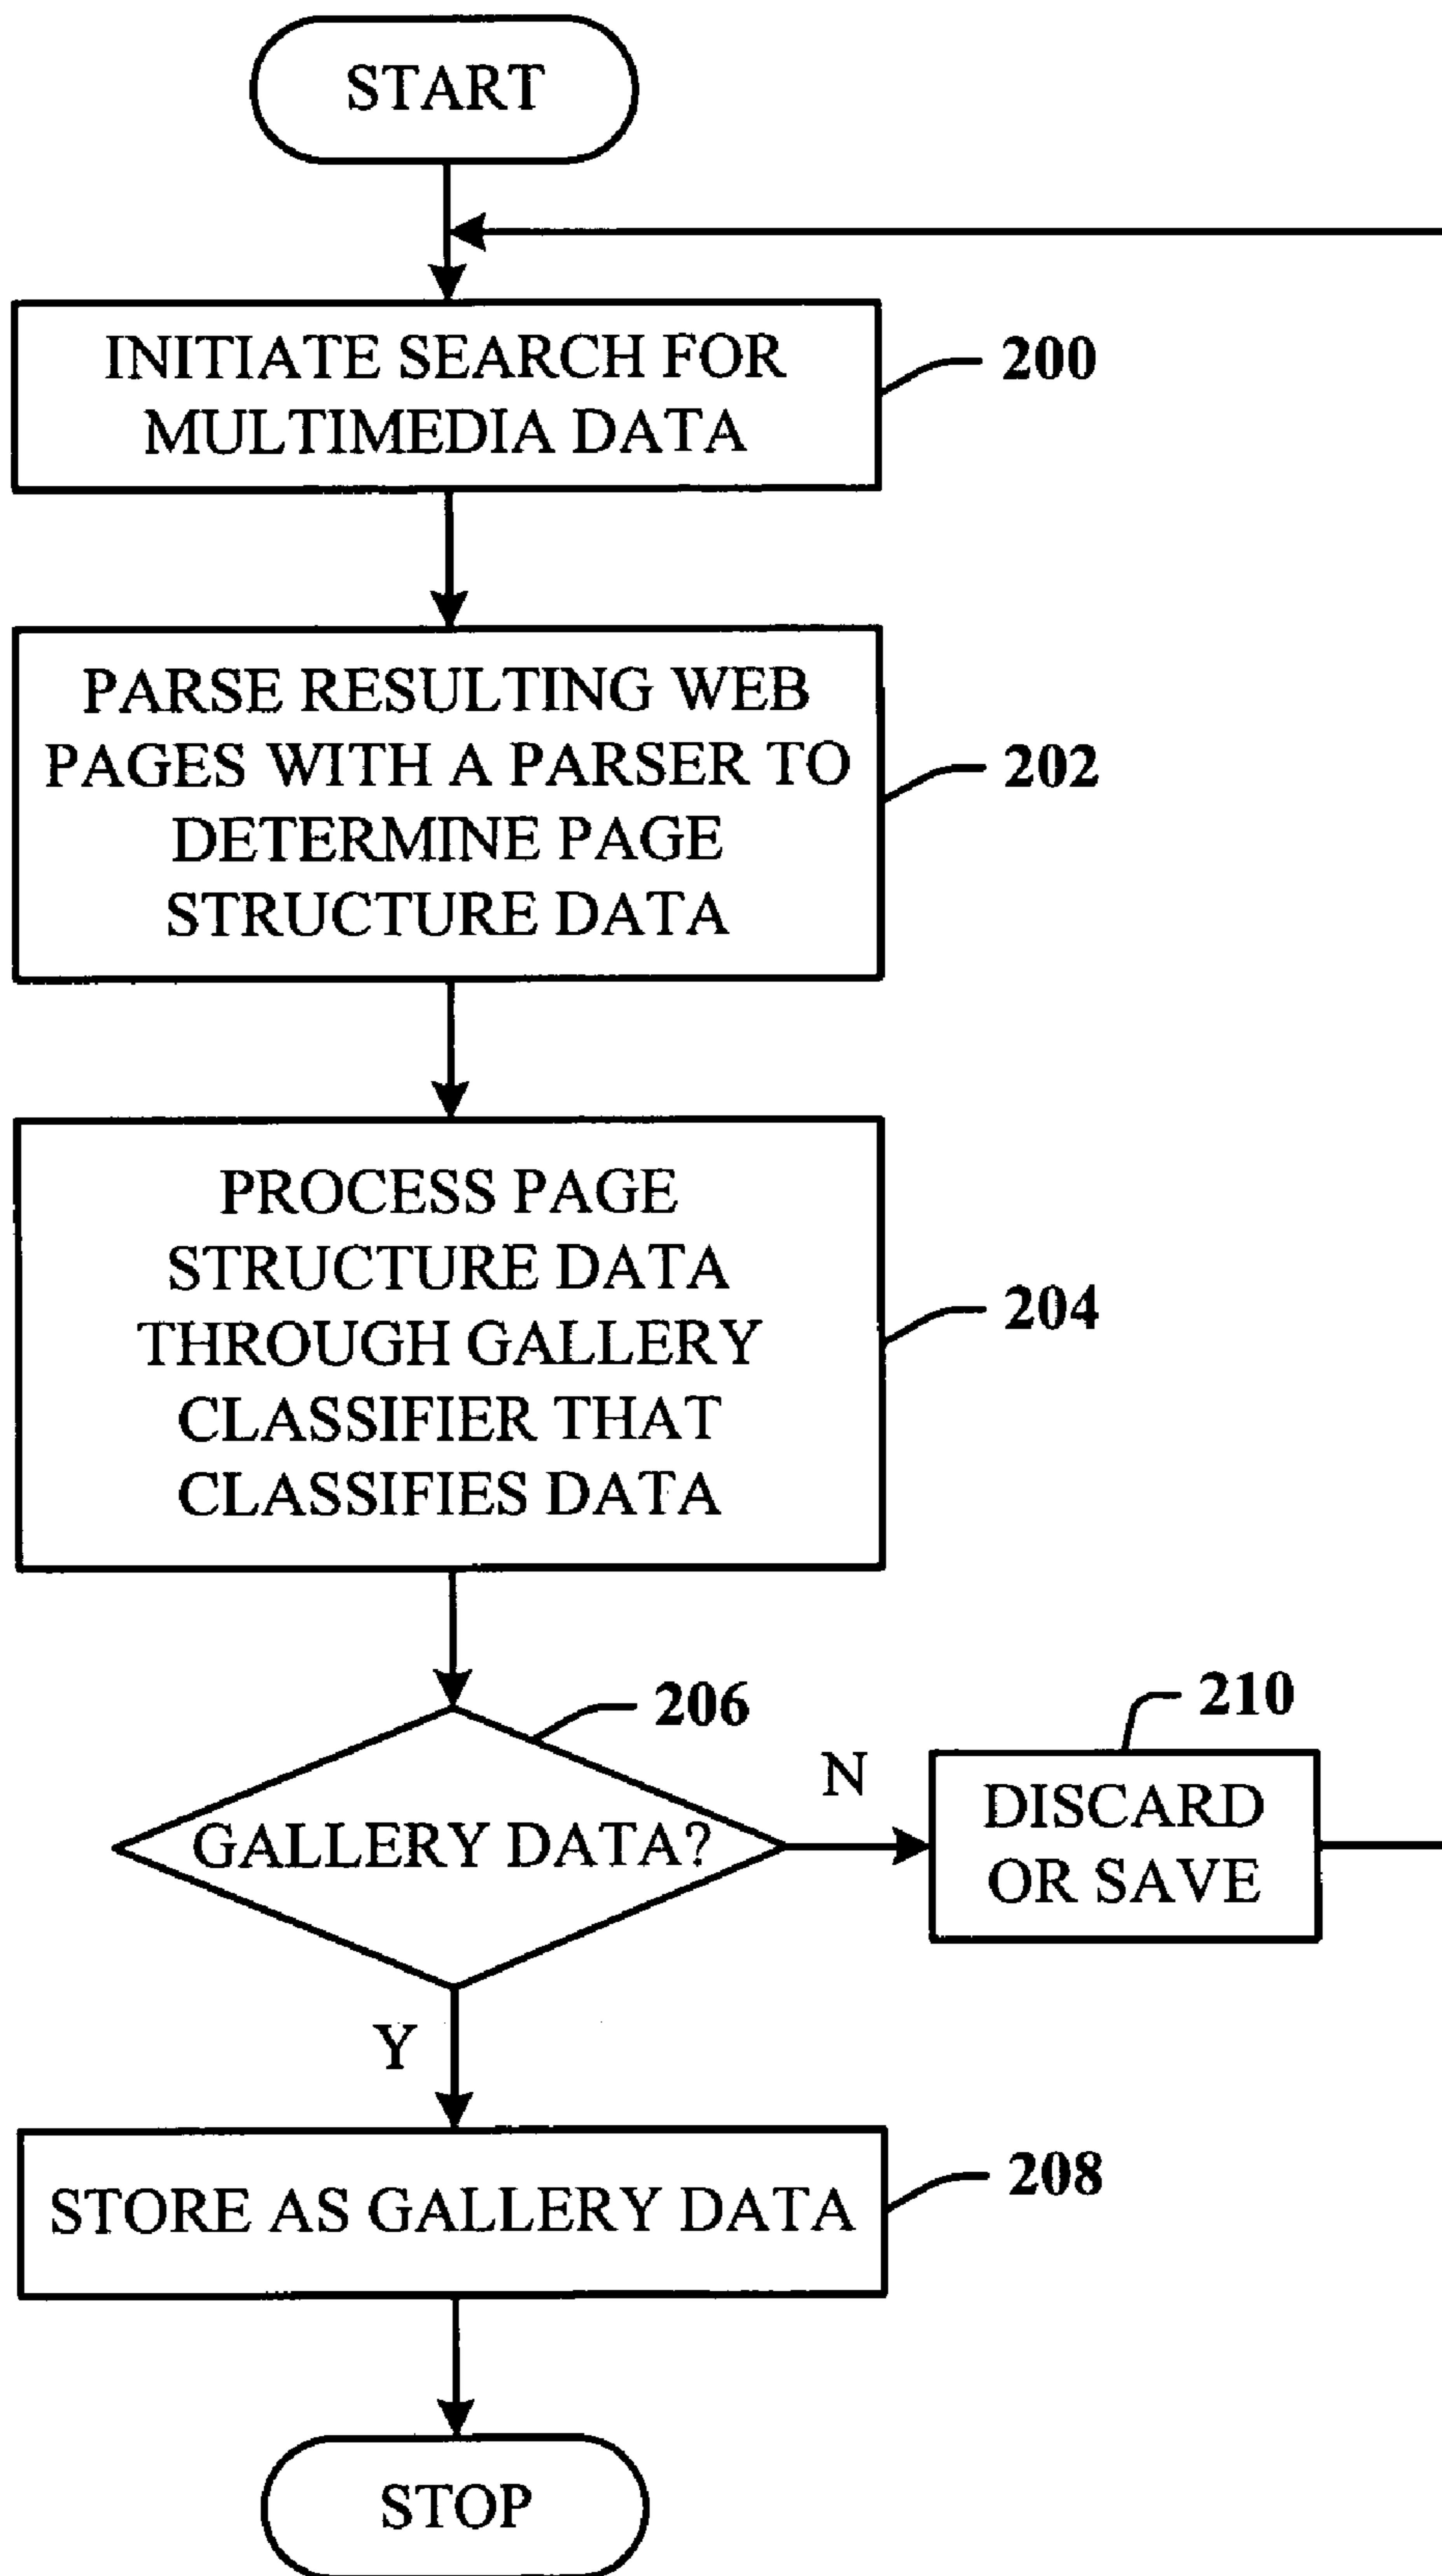 START
INITIATE SEARCH FOR
MULTIMEDIA DATA
200
PARSE RESULTING WEB
PAGES WITH A PARSER TO
DETERMINE PAGE
STRUCTURE DATA
202
PROCESS PAGE
STRUCTURE DATA
THROUGH GALLERY
CLASSIFIER THAT
CLASSIFIES DATA
204
206
GALLERY DATA?
N
210
DISCARD
OR SAVE
Y
STORE AS GALLERY DATA
208
STOP